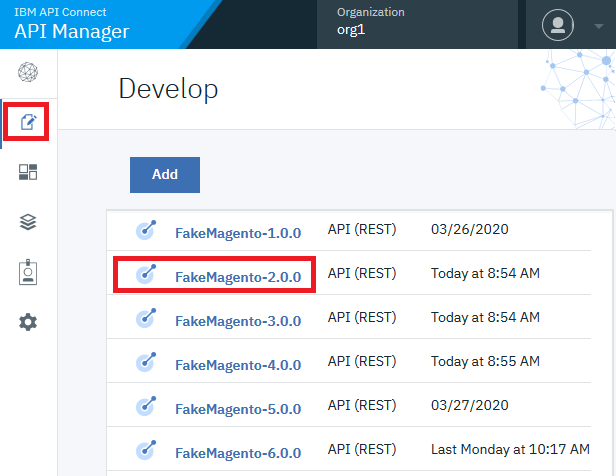 IBM API Connect
API Manager
Organization
org1
Develop
Add
FakeMagento-1.0.0 API (REST) 03/26/2020
FakeMagento-2.0.0 API (REST) Today at 8:54 AM
FakeMagento-3.0.0 API (REST) Today at 8:54 AM
FakeMagento-4.0.0 API (REST) Today at 8:55 AM
FakeMagento-5.0.0 API (REST) 03/27/2020
FakeMagento-6.0.0 API (REST) Last Monday at 10:17 AM